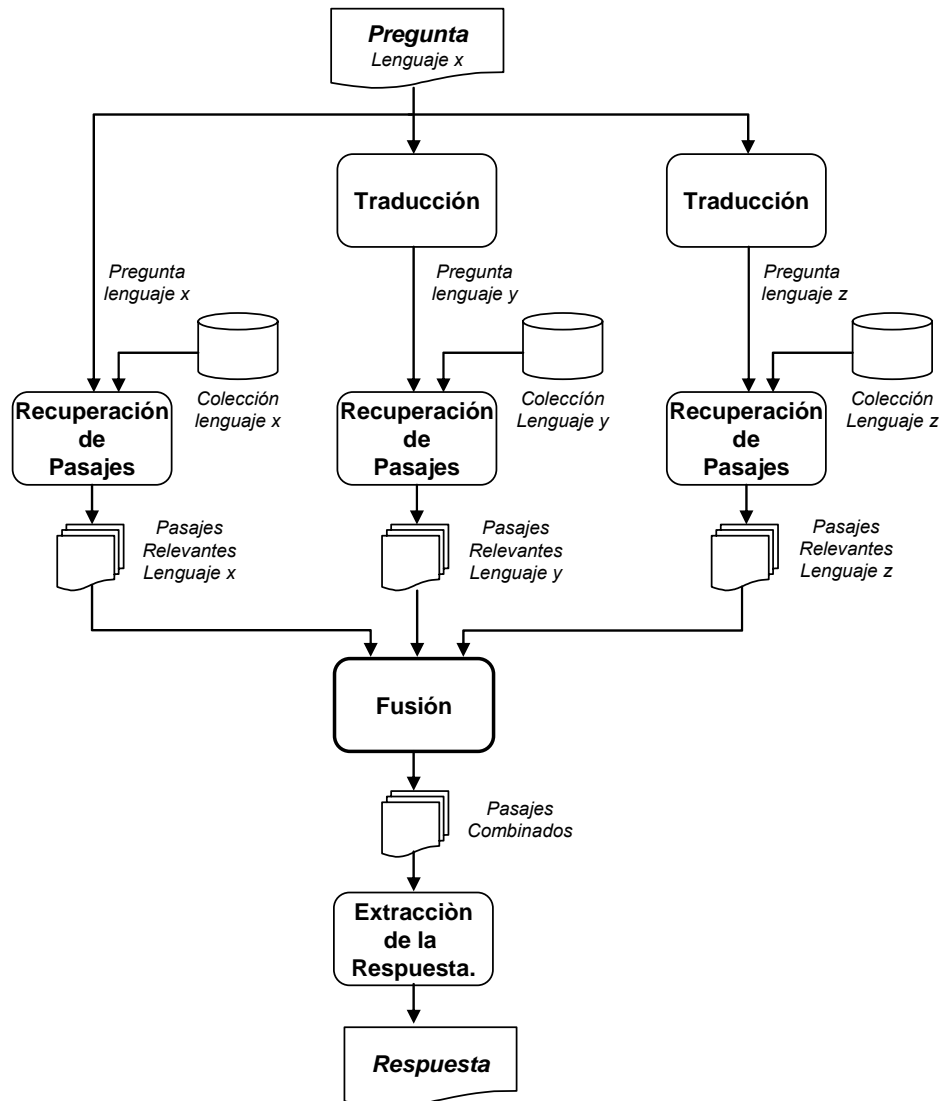 Pregunta
Lenguaje x
Traducción
Traducción
Pregunta
lenguaje x
Pregunta
lenguaje y
Pregunta
lenguaje z
Colección
lenguaje x
Colección
Lenguaje y
Colección
Lenguaje z
Recuperación
de
Pasajes
Recuperación
de
Pasajes
Recuperación
de
Pasajes
Pasajes
Relevantes
Lenguaje x
Pasajes
Relevantes
Lenguaje y
Pasajes
Relevantes
Lenguaje z
Fusión
Pasajes
Combinados
Extracciòn
de la
Respuesta.
Respuesta